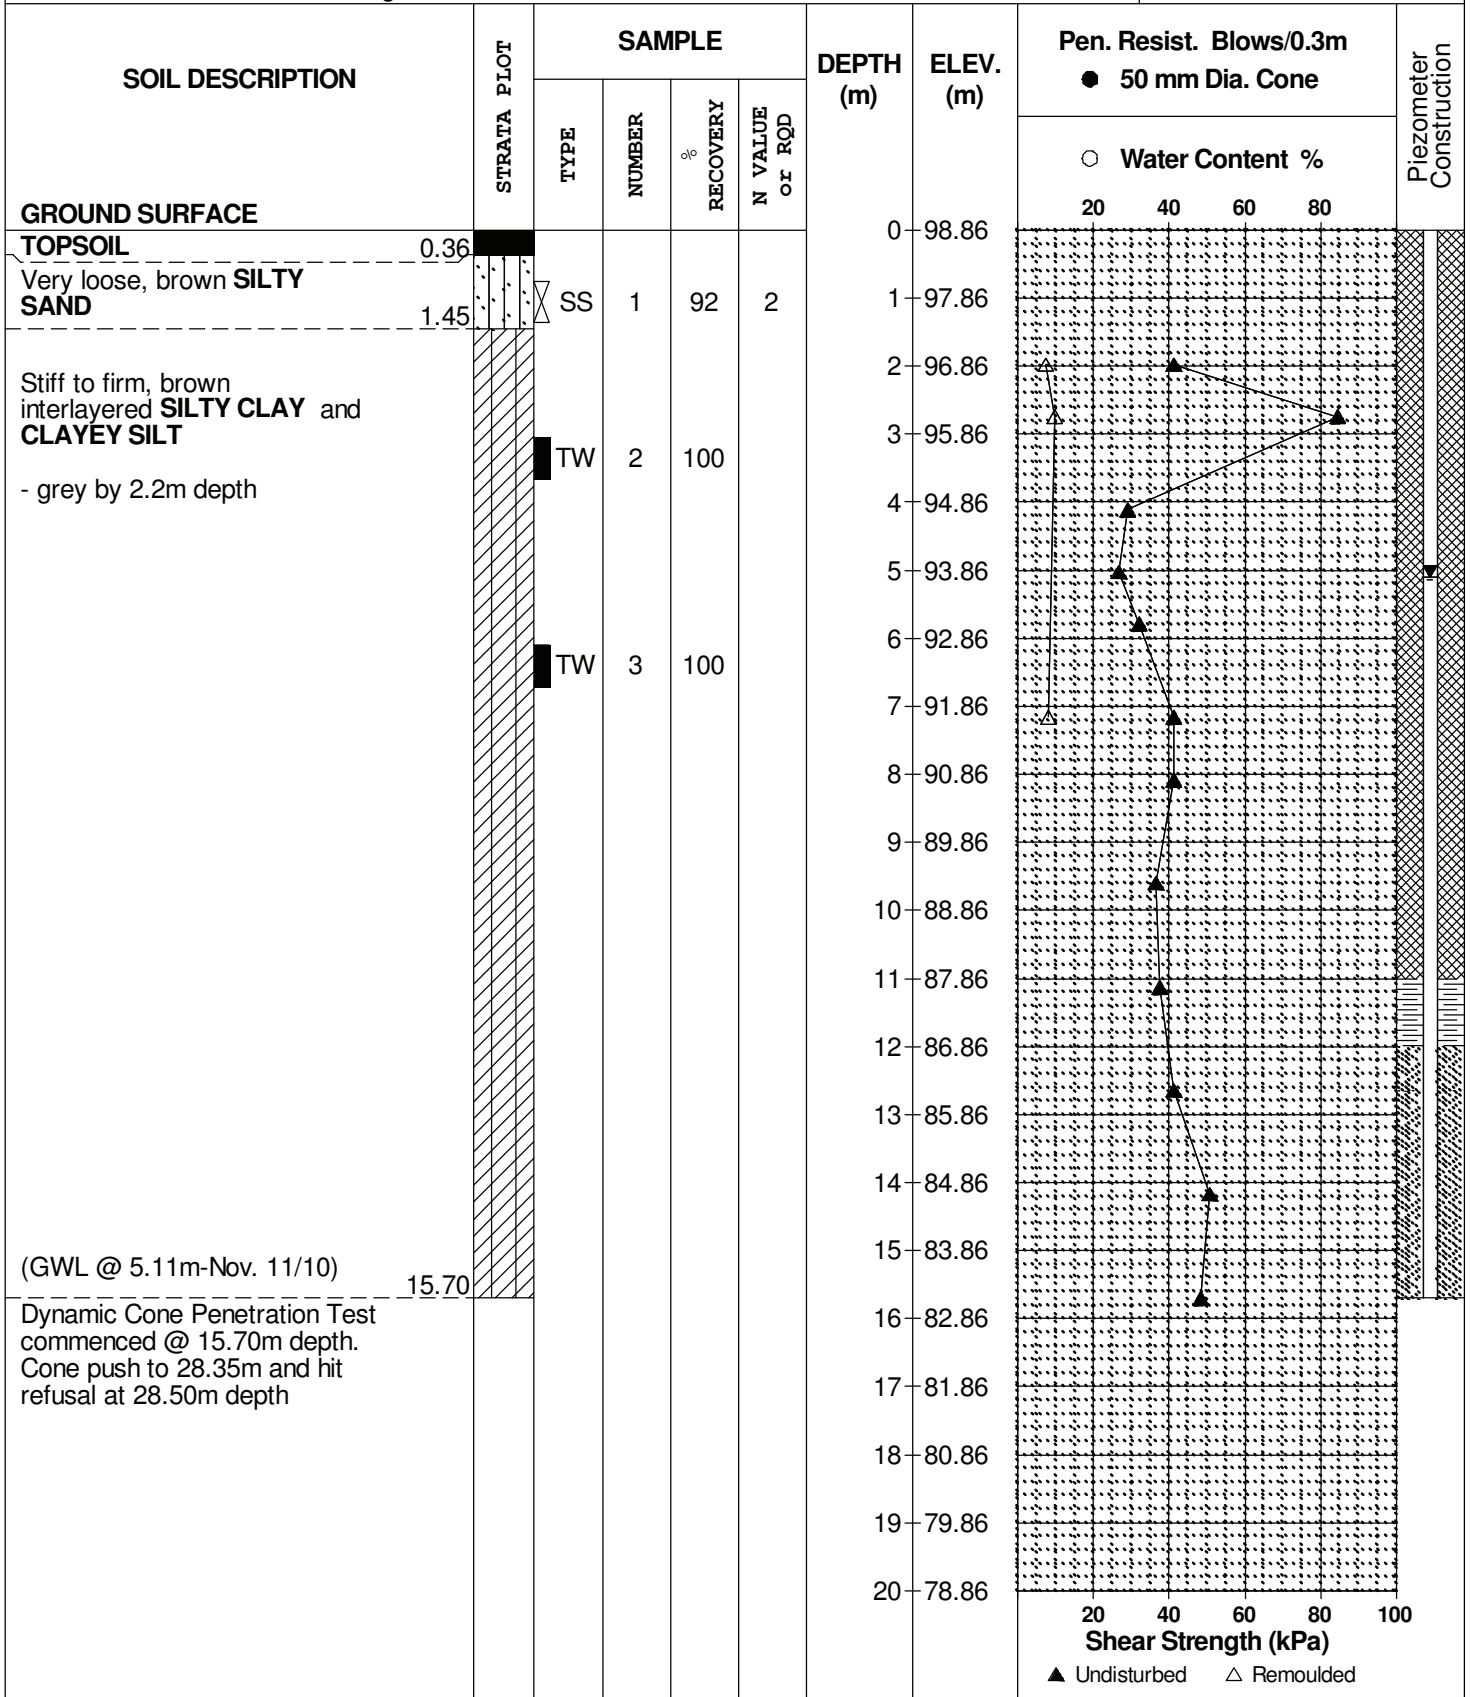 SOIL DESCRIPTION
STRATA PLOT
SAMPLE
TYPE
NUMBER
%
RECOVERY
N VALUE
or RQD
DEPTH
(m)
ELEV.
(m)
Pen. Resist. Blows/0.3m
● 50 mm Dia. Cone
○ Water Content %
20 40 60 80
Piezometer
Construction
GROUND SURFACE
0 98.86
TOPSOIL 0.36
Very loose, brown SILTY
SAND
1.45
SS 1 92 2
1 97.86
2 96.86
Stiff to firm, brown
interlayered SILTY CLAY and
CLAYEY SILT
3 95.86
TW 2 100
- grey by 2.2m depth
4 94.86
5 93.86
6 92.86
TW 3 100
7 91.86
8 90.86
9 89.86
10 88.86
11 87.86
12 86.86
13 85.86
14 84.86
15 83.86
(GWL @ 5.11m-Nov. 11/10)
15.70
Dynamic Cone Penetration Test
commenced @ 15.70m depth.
Cone push to 28.35m and hit
refusal at 28.50m depth
16 82.86
17 81.86
18 80.86
19 79.86
20 78.86
20 40 60 80 100
Shear Strength (kPa)
▲ Undisturbed △ Remoulded